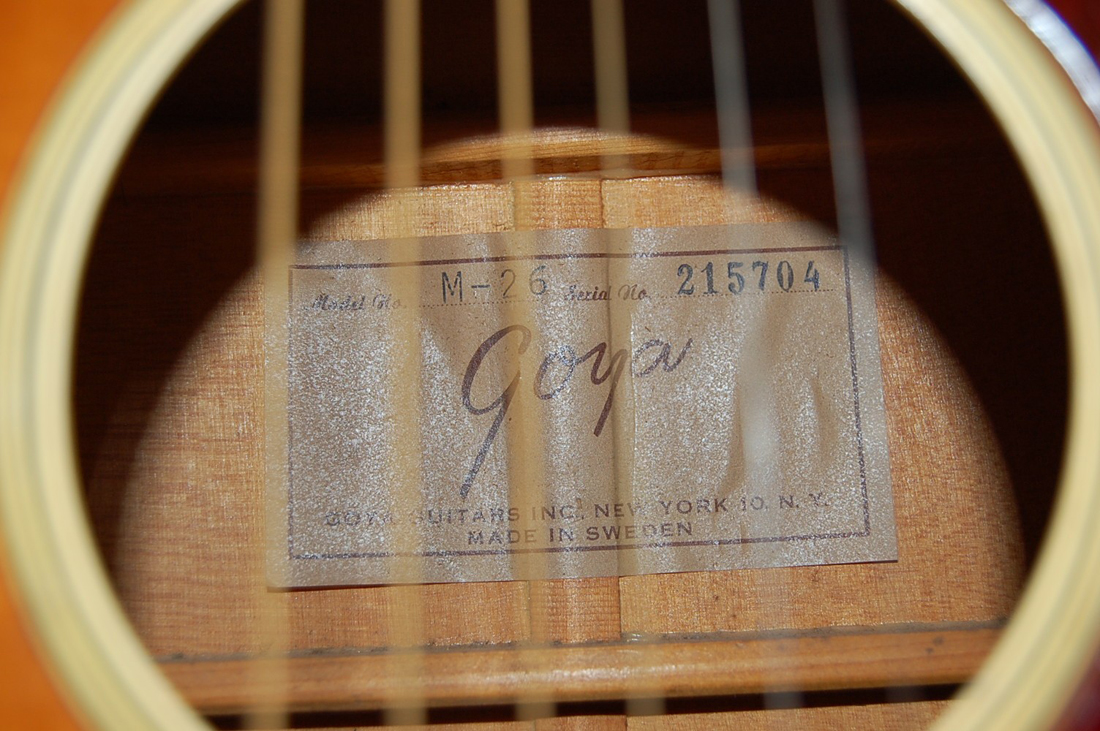 Model No. M-26 Serial No. 215704
Goya
GOYA GUITARS INC. NEW YORK 10. N. Y.
MADE IN SWEDEN